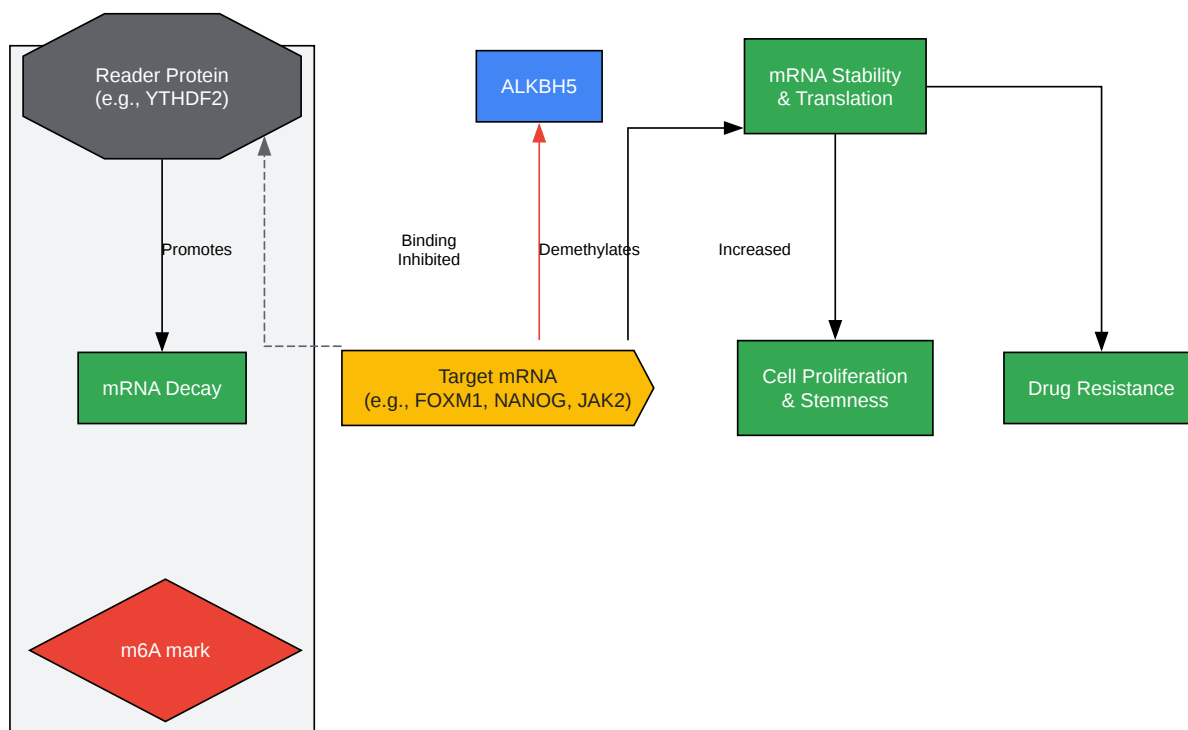 Reader Protein
(e.g., YTHDF2)
ALKBH5
mRNA Stability
& Translation
Promotes
Binding
Inhibited
Demethylates
Increased
mRNA Decay
Target mRNA
(e.g., FOXM1, NANOG, JAK2)
Cell Proliferation
& Stemness
Drug Resistance
m6A mark